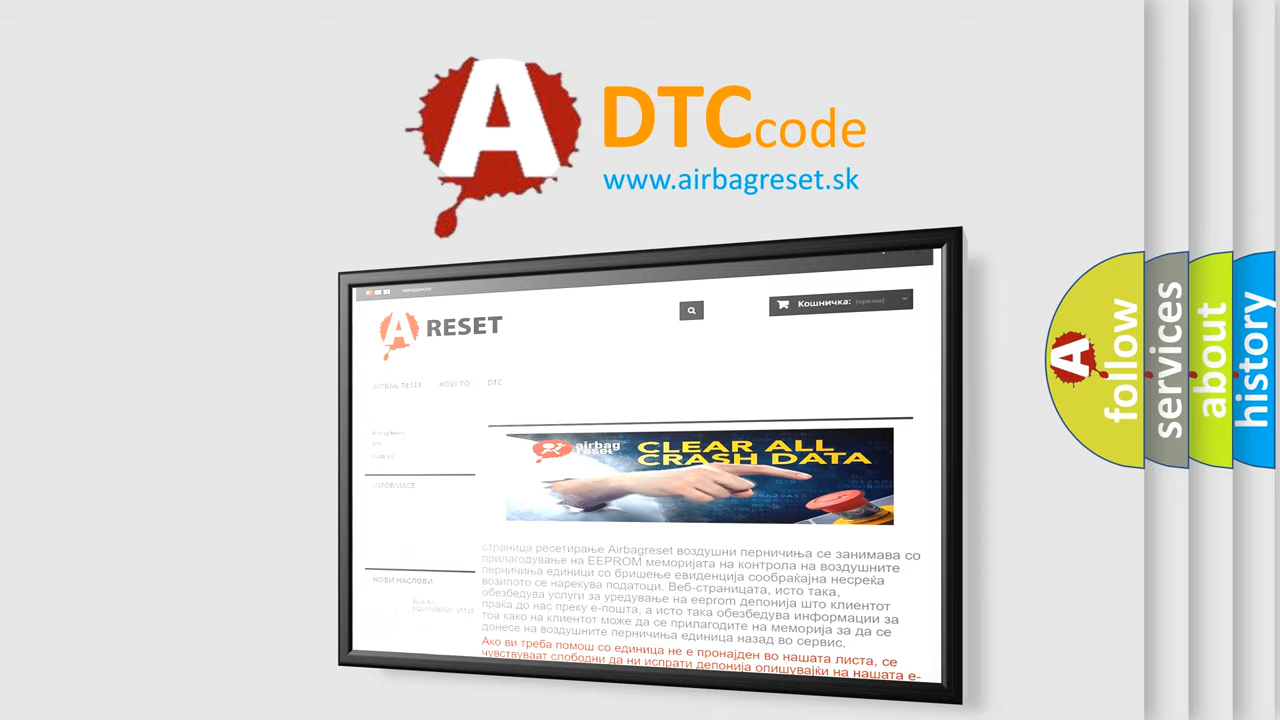 A
DTCcode
www.airbagreset.sk
A RESET
Кошничка: (празна)
AIRBAG RESET HOW TO DTC
INFORMACE
airbag
reset
CLEAR ALL
CRASH DATA
страница ресетирање Airbagreset воздушни перничиња се занимава со
прилагодување на EEPROM меморијата на контрола на воздушните
перничиња единици со бришење евиденција сообраќајна несреќа
возилото се нарекува податоци. Веб-страницата, исто така,
обезбедува услуги за уредување на eeprom депонија што клиентот
праќа до нас преку е-пошта, а исто така обезбедува информации за
тоа како на клиентот може да се прилагодите на меморија за да се
донесе на воздушните перничиња единица назад во сервис.
Ако ви треба помош со единица не е пронајден во нашата листа, се
чувствуваат слободни да ни испрати депонија опишувајќи на нашата е-
НОВИ НАСЛОВИ
A
follow
services
about
history